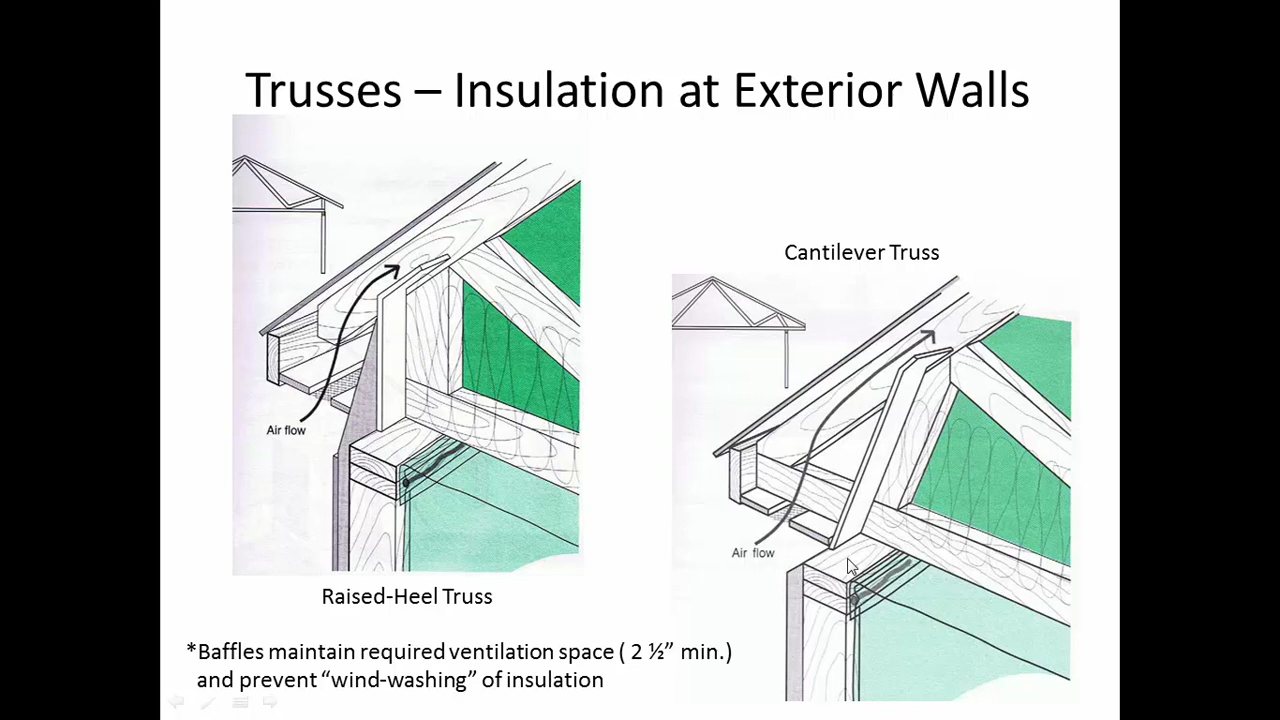 Trusses – Insulation at Exterior Walls
Cantilever Truss
Air flow
Air flow
Raised-Heel Truss
*Baffles maintain required ventilation space ( 2 ½” min.)
and prevent “wind-washing” of insulation